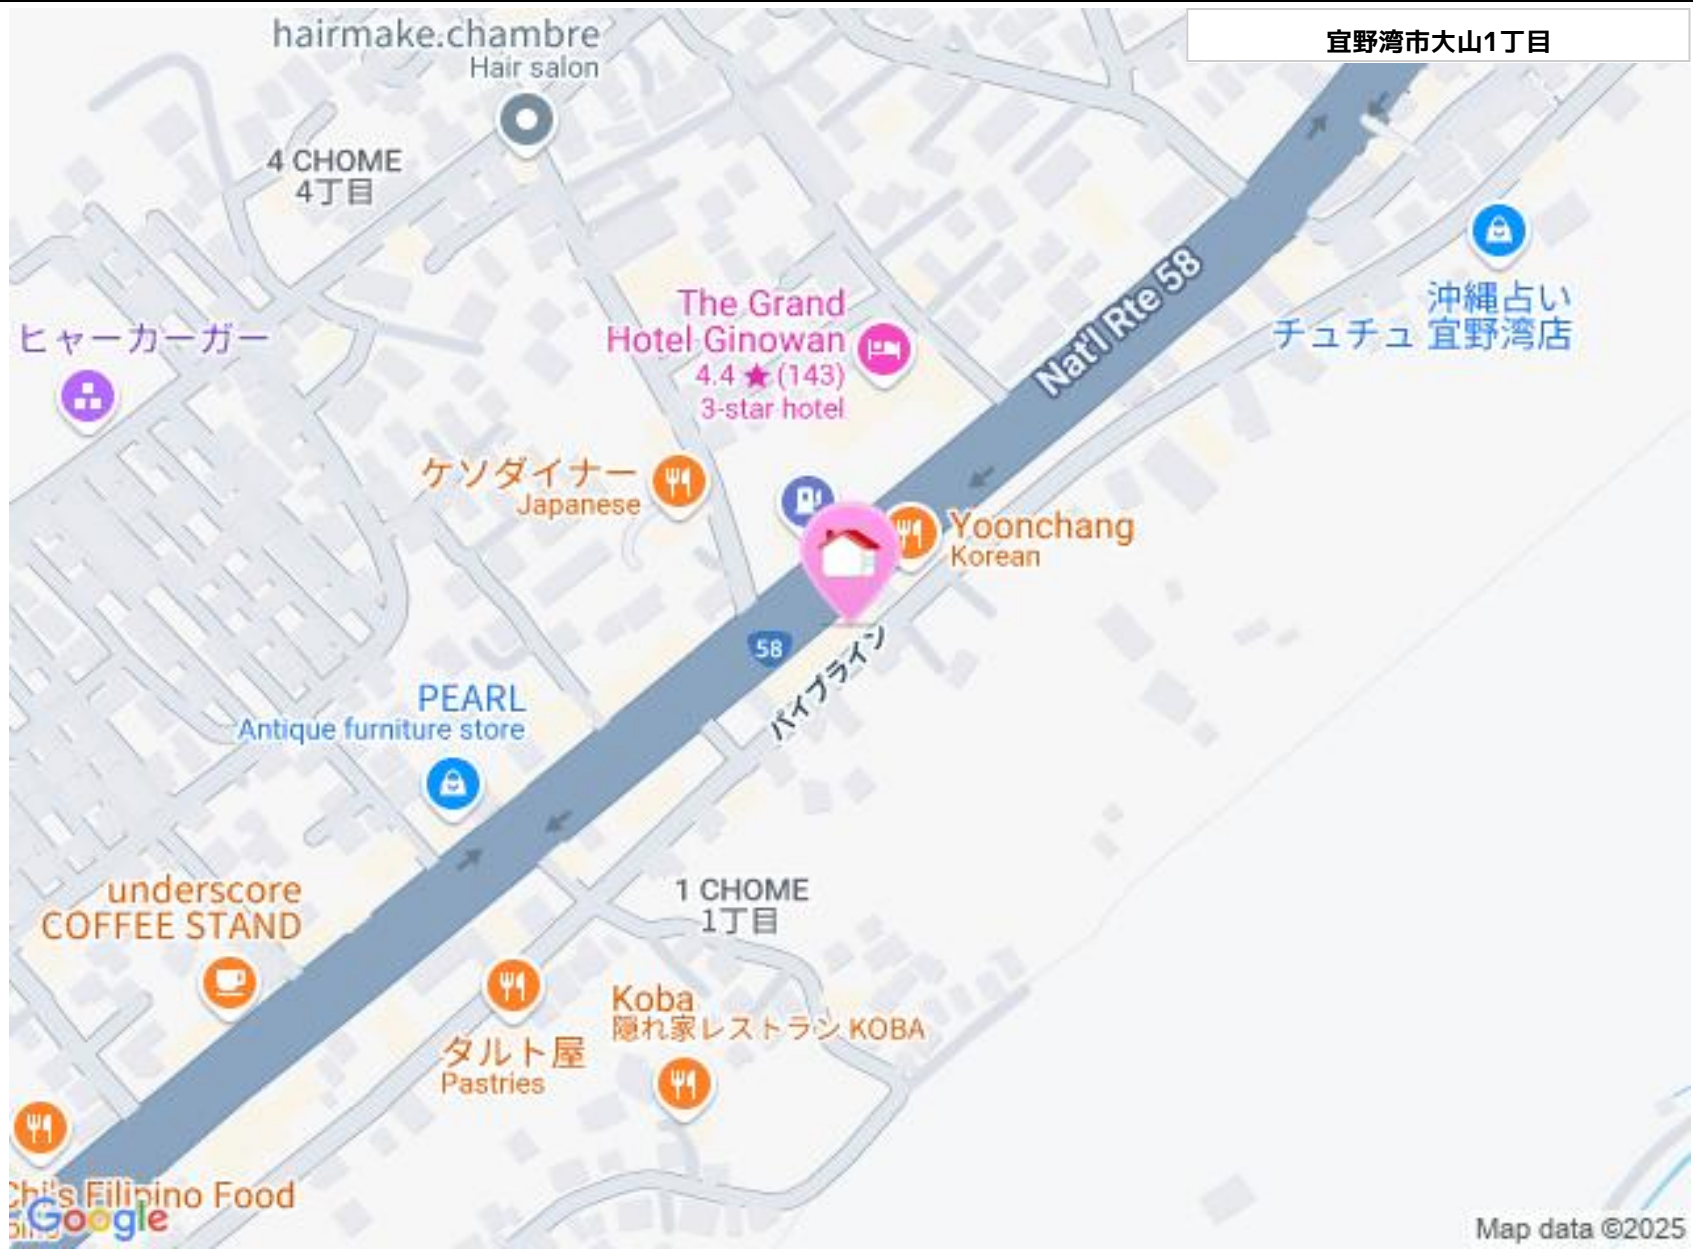 宜野湾市大山1丁目
hairmake.chambre
Hair salon
4 CHOME
4丁目
The Grand
Hotel Ginowan
4.4 ★ (143)
3-star hotel
Nat'l Rte 58
沖縄占い
チュチュ 宜野湾店
ヒャーカーガー
ケソダイナー
Japanese
Yoonchang
Korean
58
パイプライン
PEARL
Antique furniture store
underscore
COFFEE STAND
1 CHOME
1丁目
Koba
隠れ家レストラン KOBA
タルト屋
Pastries
Chi's Filipino Food
Google
Map data ©2025